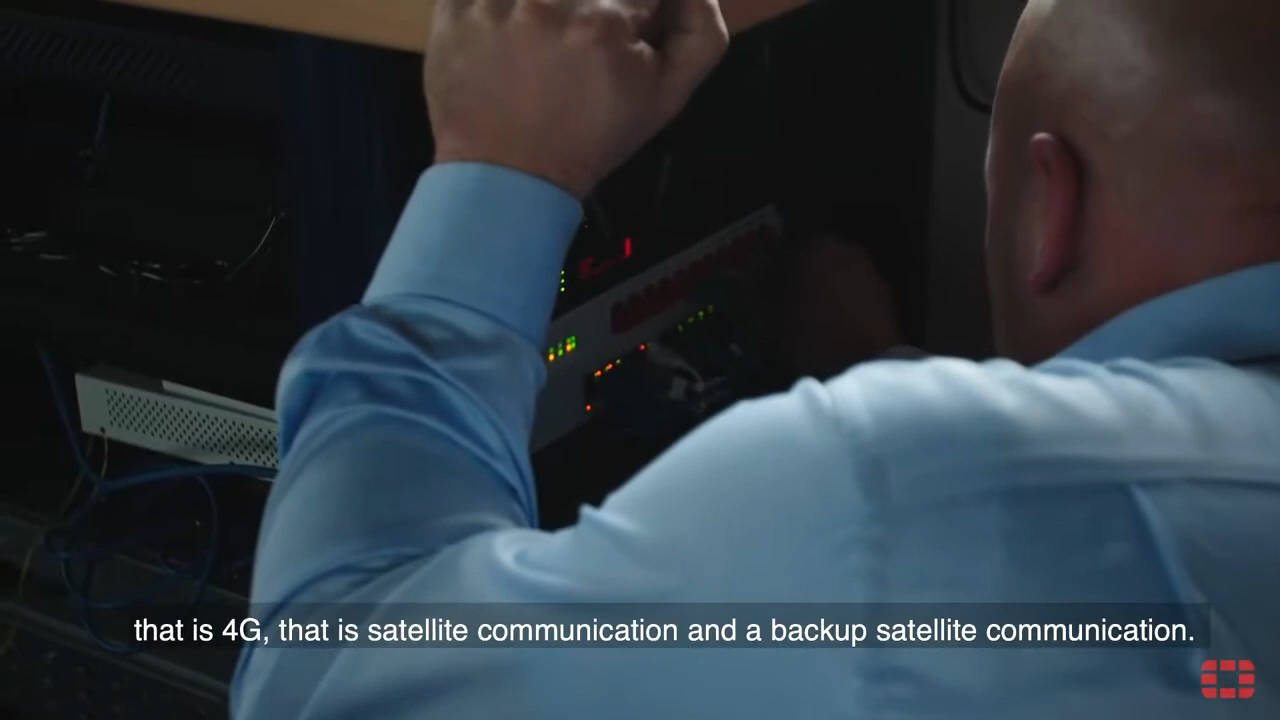 that is 4G, that is satellite communication and a backup satellite communication.